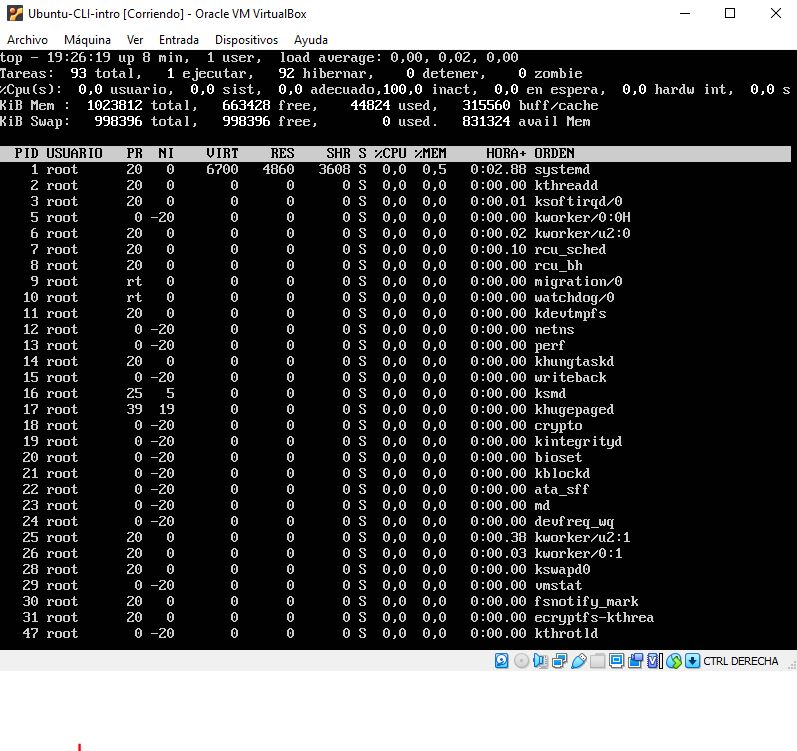 Ubuntu-CLI-intro [Corriendo] - Oracle VM VirtualBox
Archivo Máquina Ver Entrada Dispositivos Ayuda
top - 19:26:19 up 8 min, 1 user, load average: 0,00, 0,02, 0,00
Tareas: 93 total, 1 ejecutar, 92 hibernar, 0 detener, 0 zombie
%Cpu(s): 0,0 usuario, 0,0 sist, 0,0 adecuado,100,0 inact, 0,0 en espera, 0,0 hardw int, 0,0 s
KiB Mem : 1023812 total, 663428 free, 44824 used, 315560 buff/cache
KiB Swap: 998396 total, 998396 free, 0 used. 831324 avail Mem
PID USUARIO PR NI VIRT RES SHR S %CPU %MEM HORA+ ORDEN
1 root 20 0 6700 4860 3608 S 0,0 0,5 0:02.88 systemd
2 root 20 0 0 0 0 S 0,0 0,0 0:00.00 kthreadd
3 root 20 0 0 0 0 S 0,0 0,0 0:00.01 ksoftirqd/0
5 root 0 -20 0 0 0 S 0,0 0,0 0:00.00 kworker/0:0H
6 root 20 0 0 0 0 S 0,0 0,0 0:00.02 kworker/u2:0
7 root 20 0 0 0 0 S 0,0 0,0 0:00.10 rcu_sched
8 root 20 0 0 0 0 S 0,0 0,0 0:00.00 rcu_bh
9 root rt 0 0 0 0 S 0,0 0,0 0:00.00 migration/0
10 root rt 0 0 0 0 S 0,0 0,0 0:00.00 watchdog/0
11 root 20 0 0 0 0 S 0,0 0,0 0:00.00 kdevtmpfs
12 root 0 -20 0 0 0 S 0,0 0,0 0:00.00 netns
13 root 0 -20 0 0 0 S 0,0 0,0 0:00.00 perf
14 root 20 0 0 0 0 S 0,0 0,0 0:00.00 khungtaskd
15 root 0 -20 0 0 0 S 0,0 0,0 0:00.00 writeback
16 root 25 5 0 0 0 S 0,0 0,0 0:00.00 ksmd
17 root 39 19 0 0 0 S 0,0 0,0 0:00.00 khugepaged
18 root 0 -20 0 0 0 S 0,0 0,0 0:00.00 crypto
19 root 0 -20 0 0 0 S 0,0 0,0 0:00.00 kintegrityd
20 root 0 -20 0 0 0 S 0,0 0,0 0:00.00 bioset
21 root 0 -20 0 0 0 S 0,0 0,0 0:00.00 kblockd
22 root 0 -20 0 0 0 S 0,0 0,0 0:00.00 ata_sff
23 root 0 -20 0 0 0 S 0,0 0,0 0:00.00 md
24 root 0 -20 0 0 0 S 0,0 0,0 0:00.00 devfreq_wq
25 root 20 0 0 0 0 S 0,0 0,0 0:00.38 kworker/u2:1
26 root 20 0 0 0 0 S 0,0 0,0 0:00.03 kworker/0:1
28 root 20 0 0 0 0 S 0,0 0,0 0:00.00 kswapd0
29 root 0 -20 0 0 0 S 0,0 0,0 0:00.00 vmstat
30 root 20 0 0 0 0 S 0,0 0,0 0:00.00 fsnotify_mark
31 root 20 0 0 0 0 S 0,0 0,0 0:00.00 ecryptfs-kthrea
47 root 0 -20 0 0 0 S 0,0 0,0 0:00.00 kthrotld
CTRL DERECHA